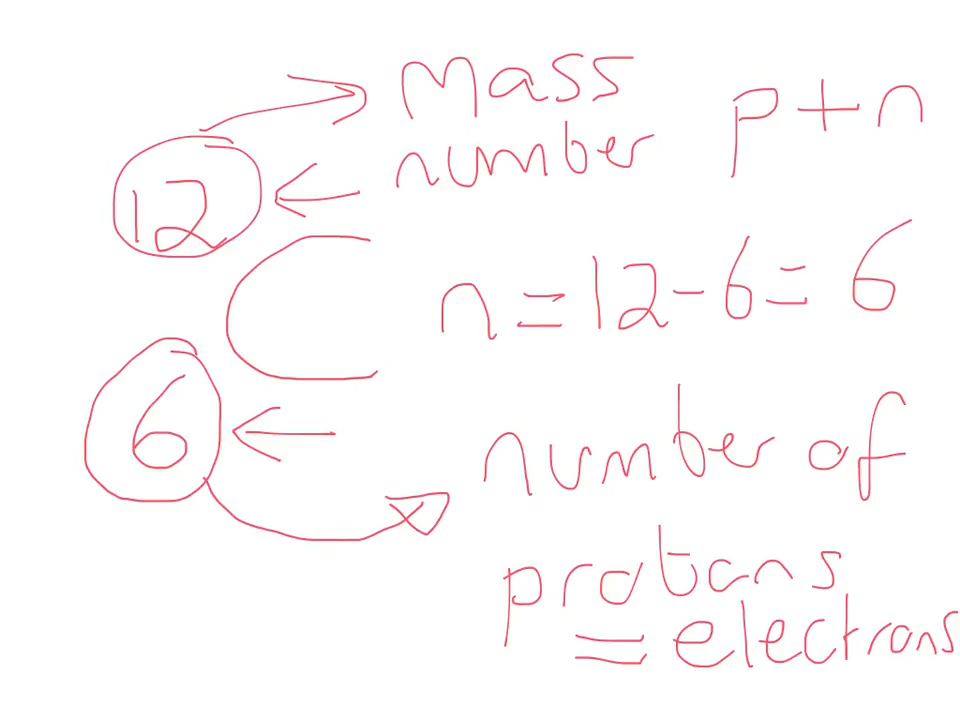 Mass
number p+n
12
n=12-6=6
6
number of
protons
=electrons